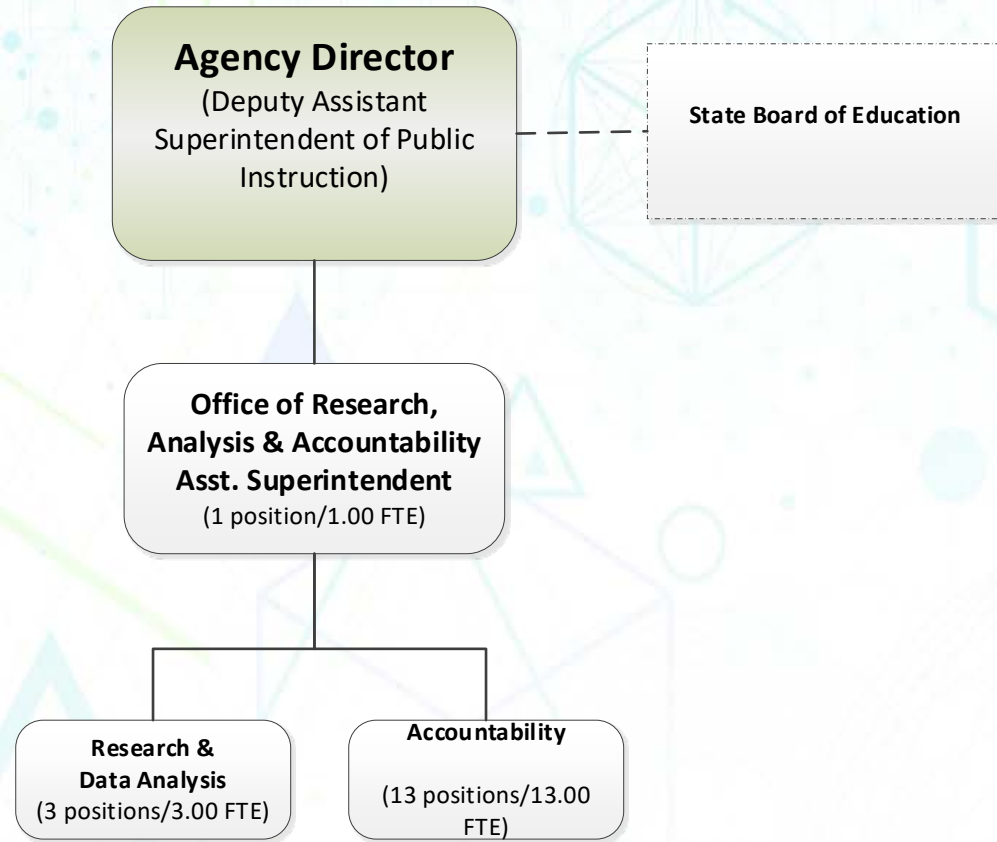 Agency Director
(Deputy Assistant
Superintendent of Public
Instruction)
State Board of Education
Office of Research,
Analysis & Accountability
Asst. Superintendent
(1 position/1.00 FTE)
Research &
Data Analysis
(3 positions/3.00 FTE)
Accountability
(13 positions/13.00
FTE)